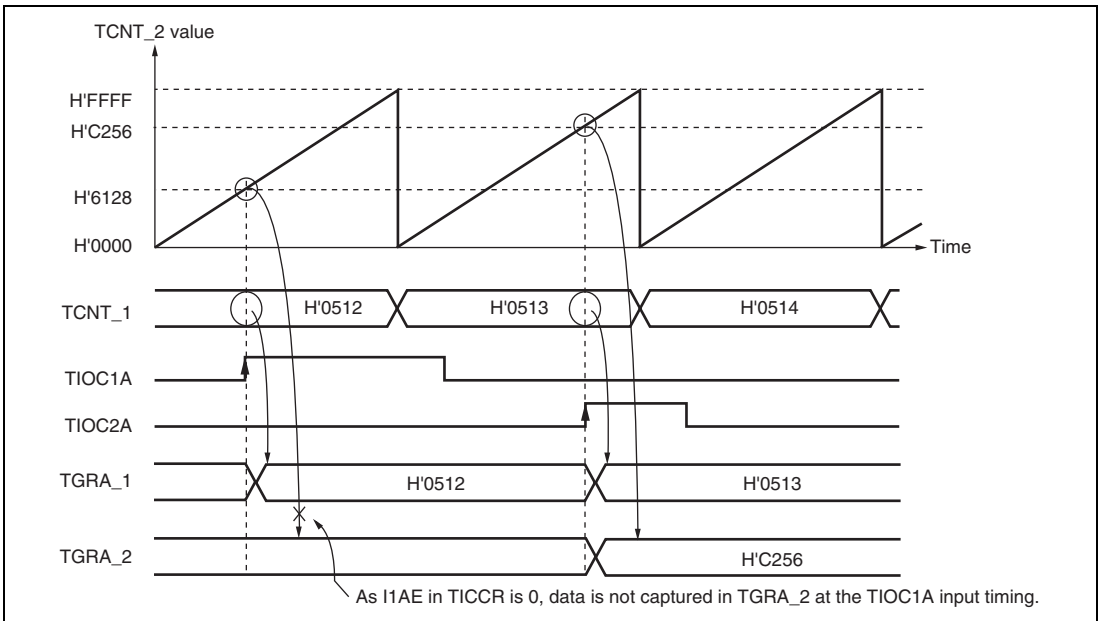 TCNT_2 value
H'FFFF
H'C256
H'6128
H'0000
Time
TCNT_1
H'0512
H'0513
H'0514
TIOC1A
TIOC2A
TGRA_1
H'0512
H'0513
TGRA_2
H'C256
As I1AE in TICCR is 0, data is not captured in TGRA_2 at the TIOC1A input timing.